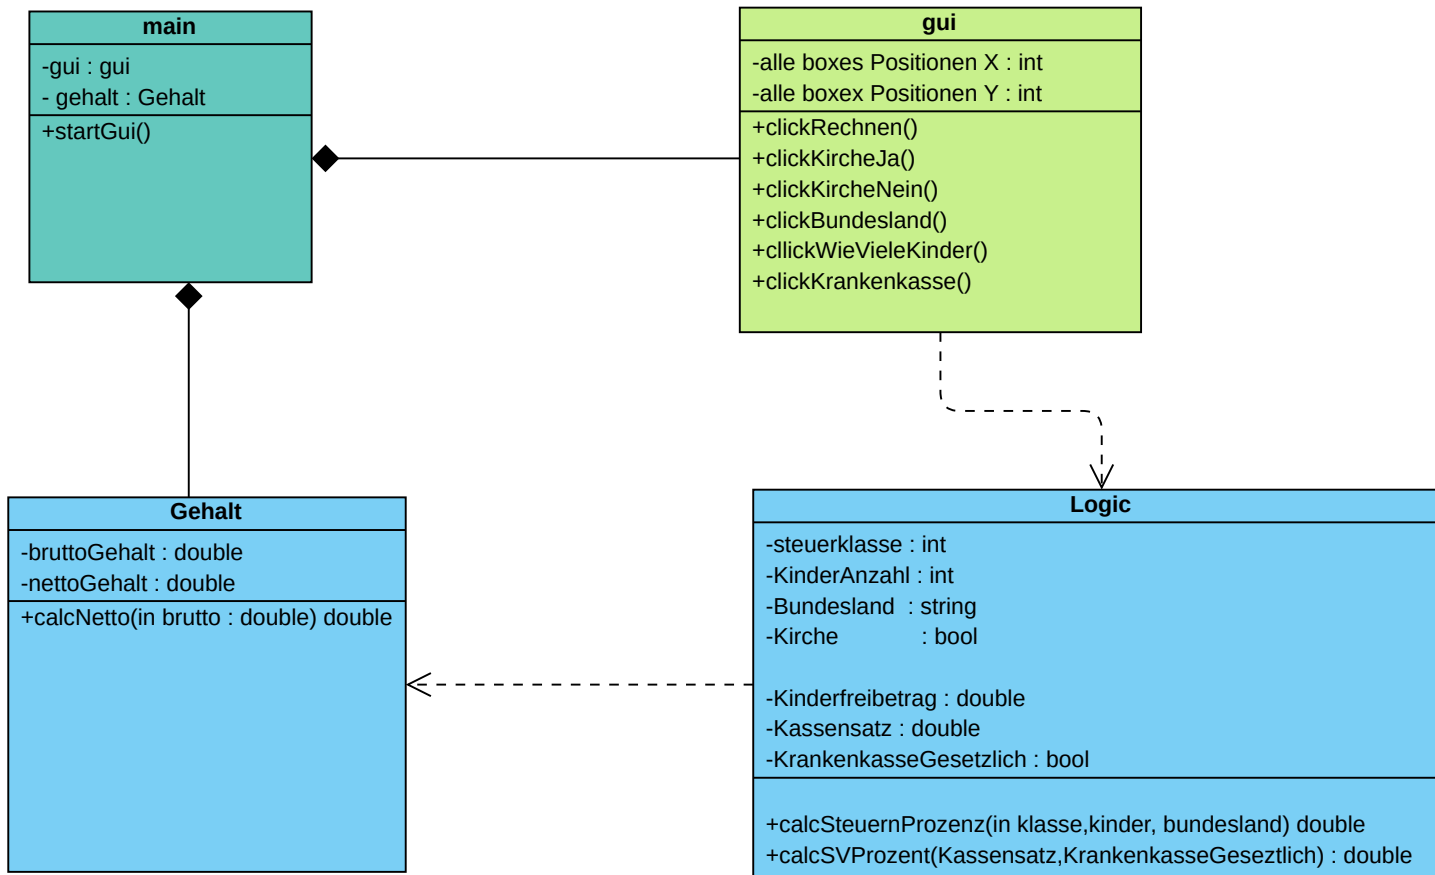 main
-gui : gui
- gehalt : Gehalt
+startGui()
gui
-alle boxes Positionen X : int
-alle boxex Positionen Y : int
+clickRechnen()
+clickKircheJa()
+clickKircheNein()
+clickBundesland()
+cllickWieVieleKinder()
+clickKrankenkasse()
Gehalt
-bruttoGehalt : double
-nettoGehalt : double
+calcNetto(in brutto : double) double
Logic
-steuerklasse : int
-KinderAnzahl : int
-Bundesland : string
-Kirche : bool
-Kinderfreibetrag : double
-Kassensatz : double
-KrankenkasseGesetzlich : bool
+calcSteuernProzenz(in klasse,kinder, bundesland) double
+calcSVProzent(Kassensatz,KrankenkasseGeseztlich) : double